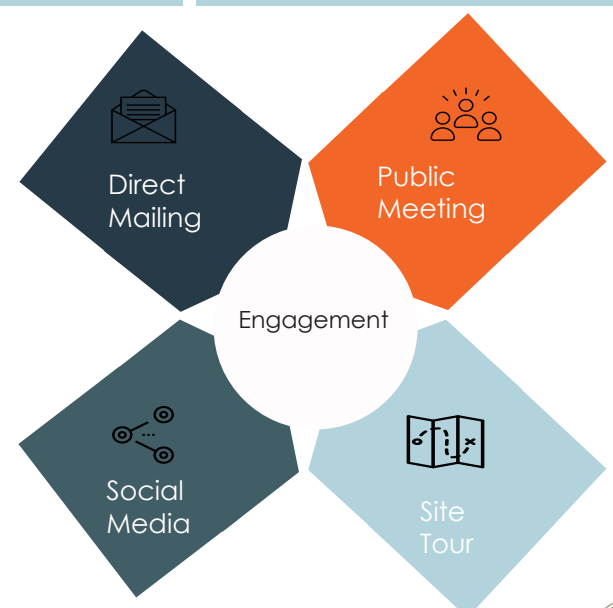 Direct
Mailing
Public
Meeting
Engagement
Social
Media
Site
Tour